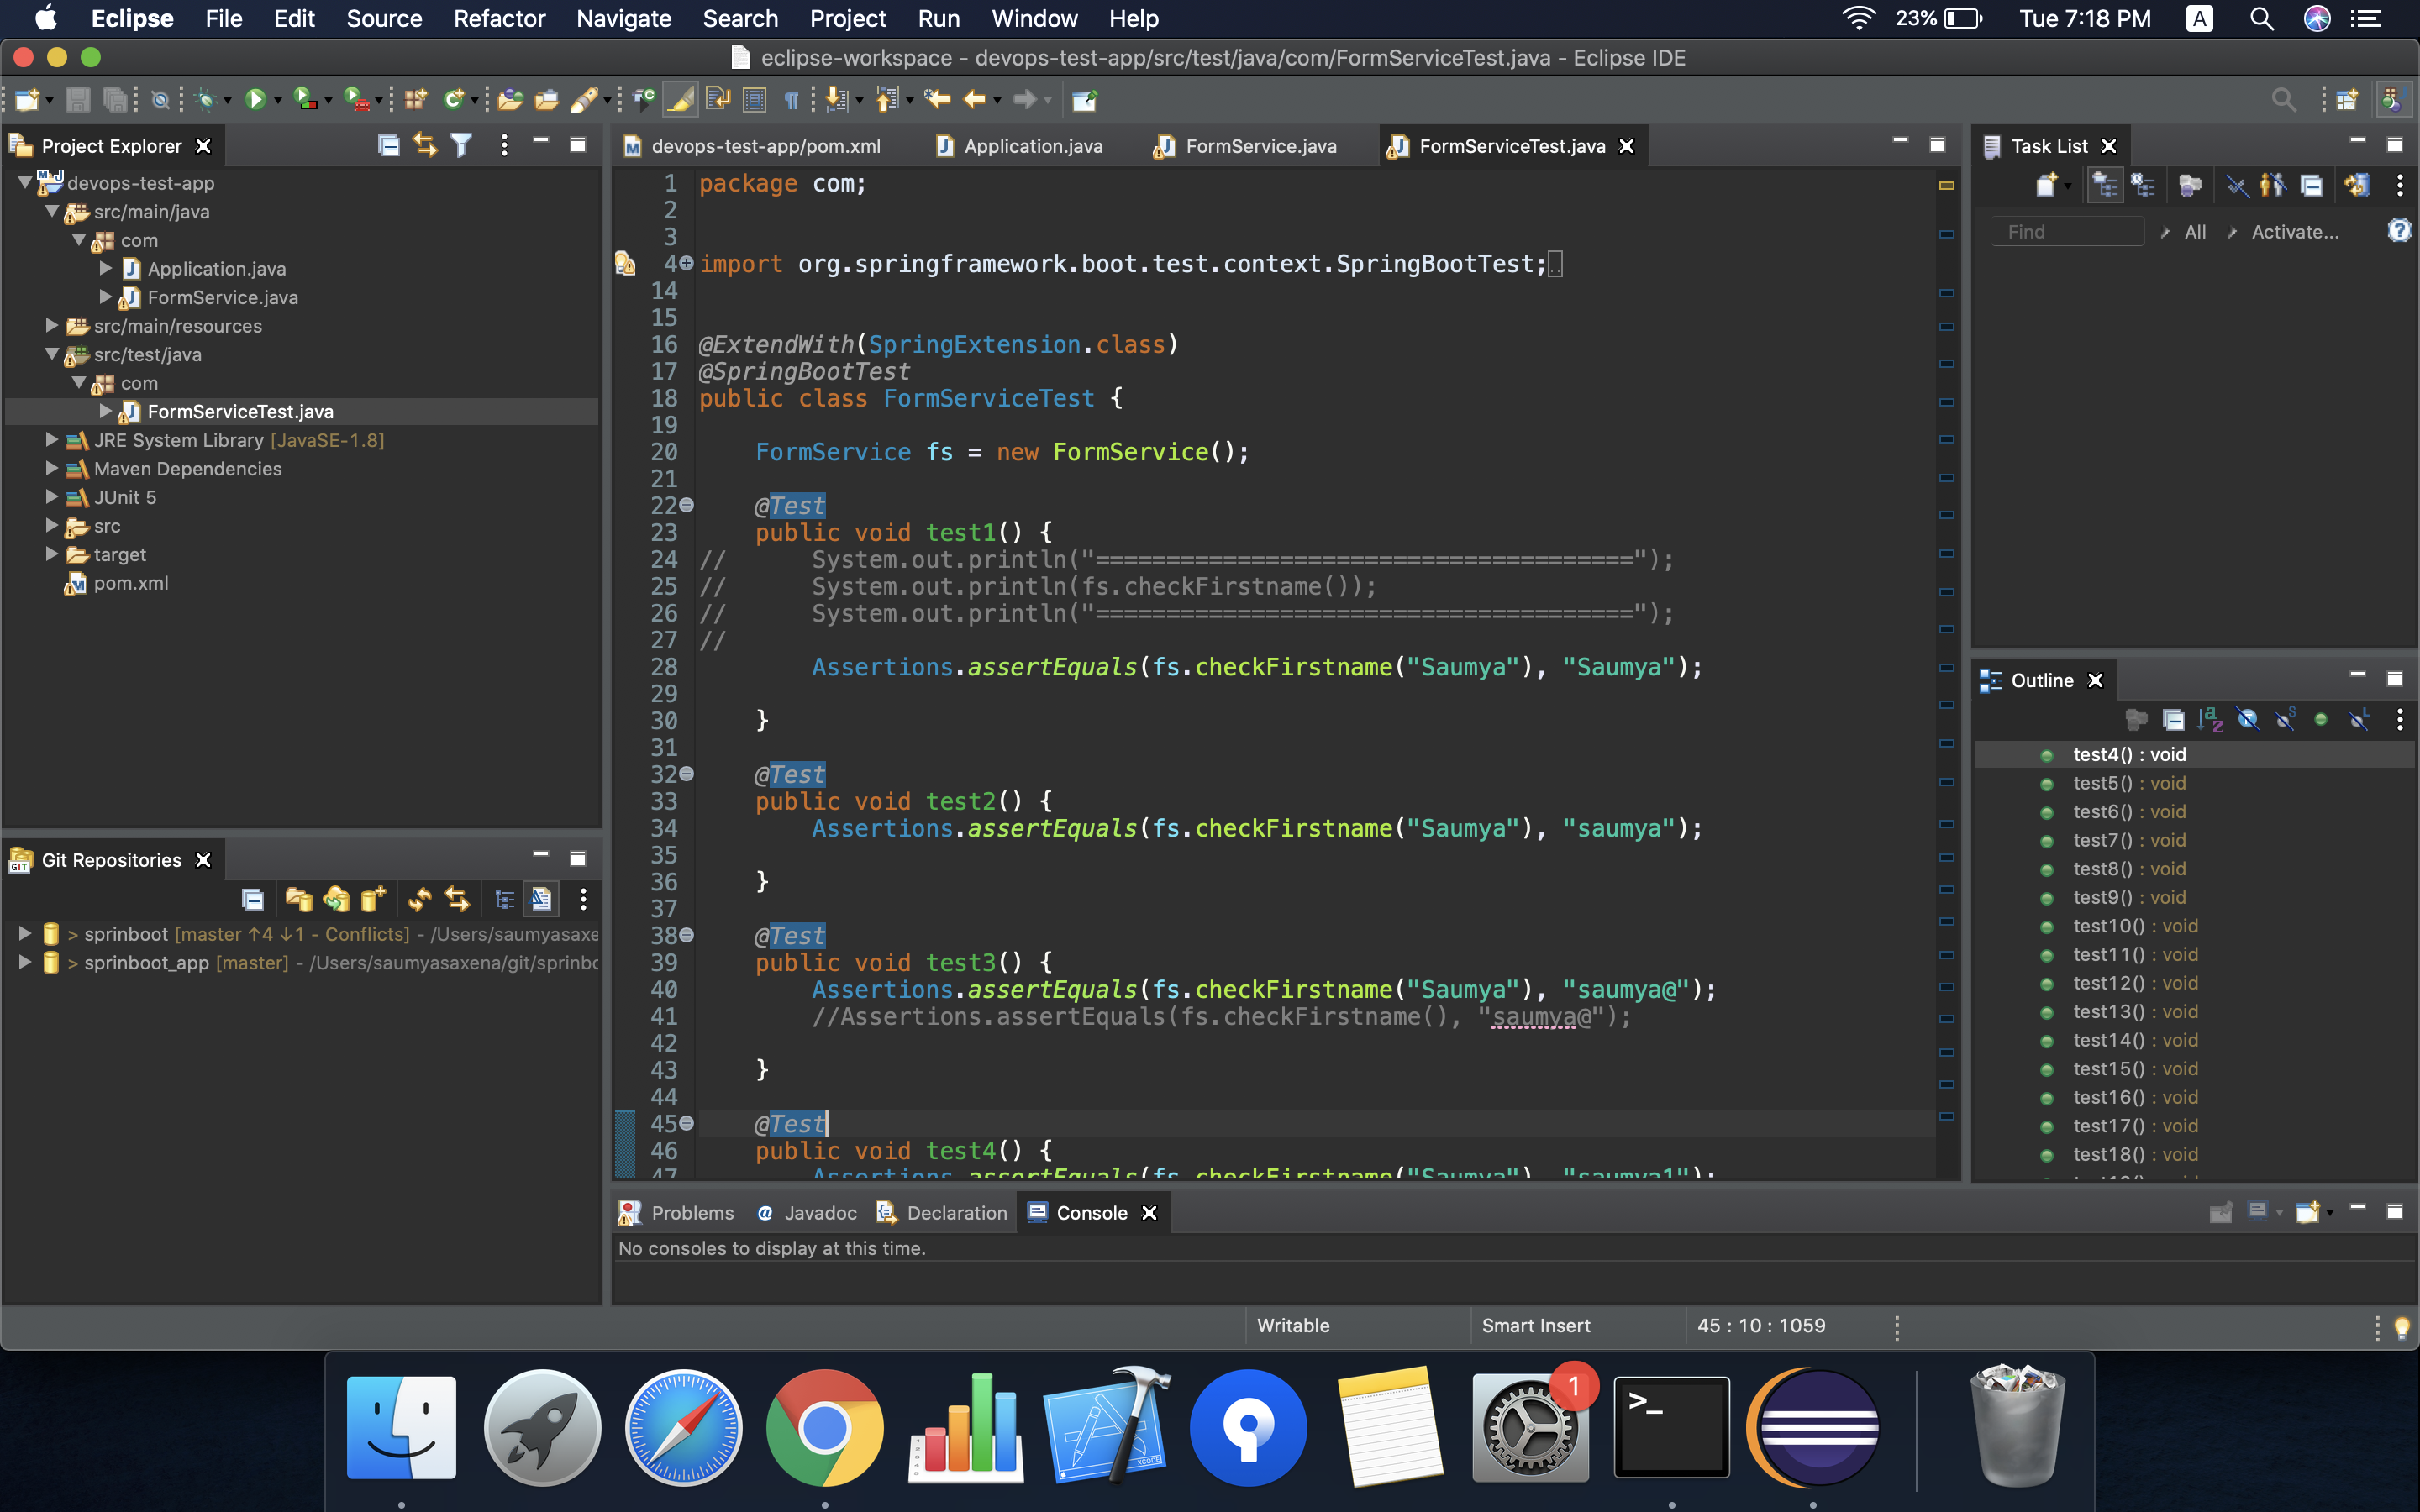 Eclipse File Edit Source Refactor Navigate Search Project Run Window Help 23% Tue 7:18 PM A
eclipse-workspace - devops-test-app/src/test/java/com/FormServiceTest.java - Eclipse IDE
Project Explorer
devops-test-app
src/main/java
com
Application.java
FormService.java
src/main/resources
src/test/java
com
FormServiceTest.java
JRE System Library [JavaSE-1.8]
Maven Dependencies
JUnit 5
src
target
pom.xml
Git Repositories
> sprinboot [master ↑4 ↓1 - Conflicts] - /Users/saumyasaxe
> sprinboot_app [master] - /Users/saumyasaxena/git/sprinbo
devops-test-app/pom.xml Application.java FormService.java FormServiceTest.java
1 package com;
2
3
4 import org.springframework.boot.test.context.SpringBootTest;
14
15
16 @ExtendWith(SpringExtension.class)
17 @SpringBootTest
18 public class FormServiceTest {
19
20 FormService fs = new FormService();
21
22 @Test
23 public void test1() {
24 // System.out.println("======================================");
25 // System.out.println(fs.checkFirstname());
26 // System.out.println("======================================");
27 //
28 Assertions.assertEquals(fs.checkFirstname("Saumya"), "Saumya");
29
30 }
31
32 @Test
33 public void test2() {
34 Assertions.assertEquals(fs.checkFirstname("Saumya"), "saumya");
35
36 }
37
38 @Test
39 public void test3() {
40 Assertions.assertEquals(fs.checkFirstname("Saumya"), "saumya@");
41 //Assertions.assertEquals(fs.checkFirstname(), "saumya@");
42
43 }
44
45 @Test
46 public void test4() {
47 Assertions.assertEquals(fs.checkFirstname("Saumya"), "saumya1");
Problems Javadoc Declaration Console
No consoles to display at this time.
Task List
Find All Activate...
Outline
test4() : void
test5() : void
test6() : void
test7() : void
test8() : void
test9() : void
test10() : void
test11() : void
test12() : void
test13() : void
test14() : void
test15() : void
test16() : void
test17() : void
test18() : void
Writable Smart Insert 45 : 10 : 1059
1
>_
XCODE